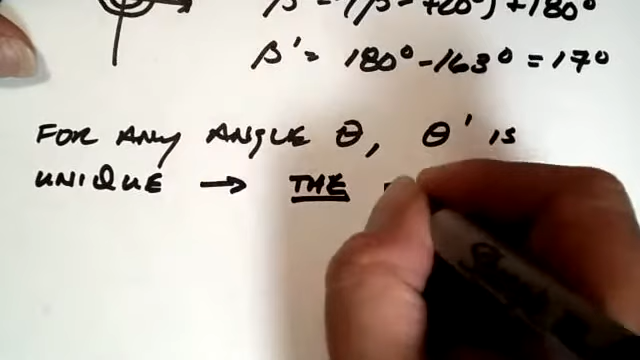 β' = 180° - 163° = 17°
FOR ANY ANGLE θ, θ' IS
UNIQUE → THE